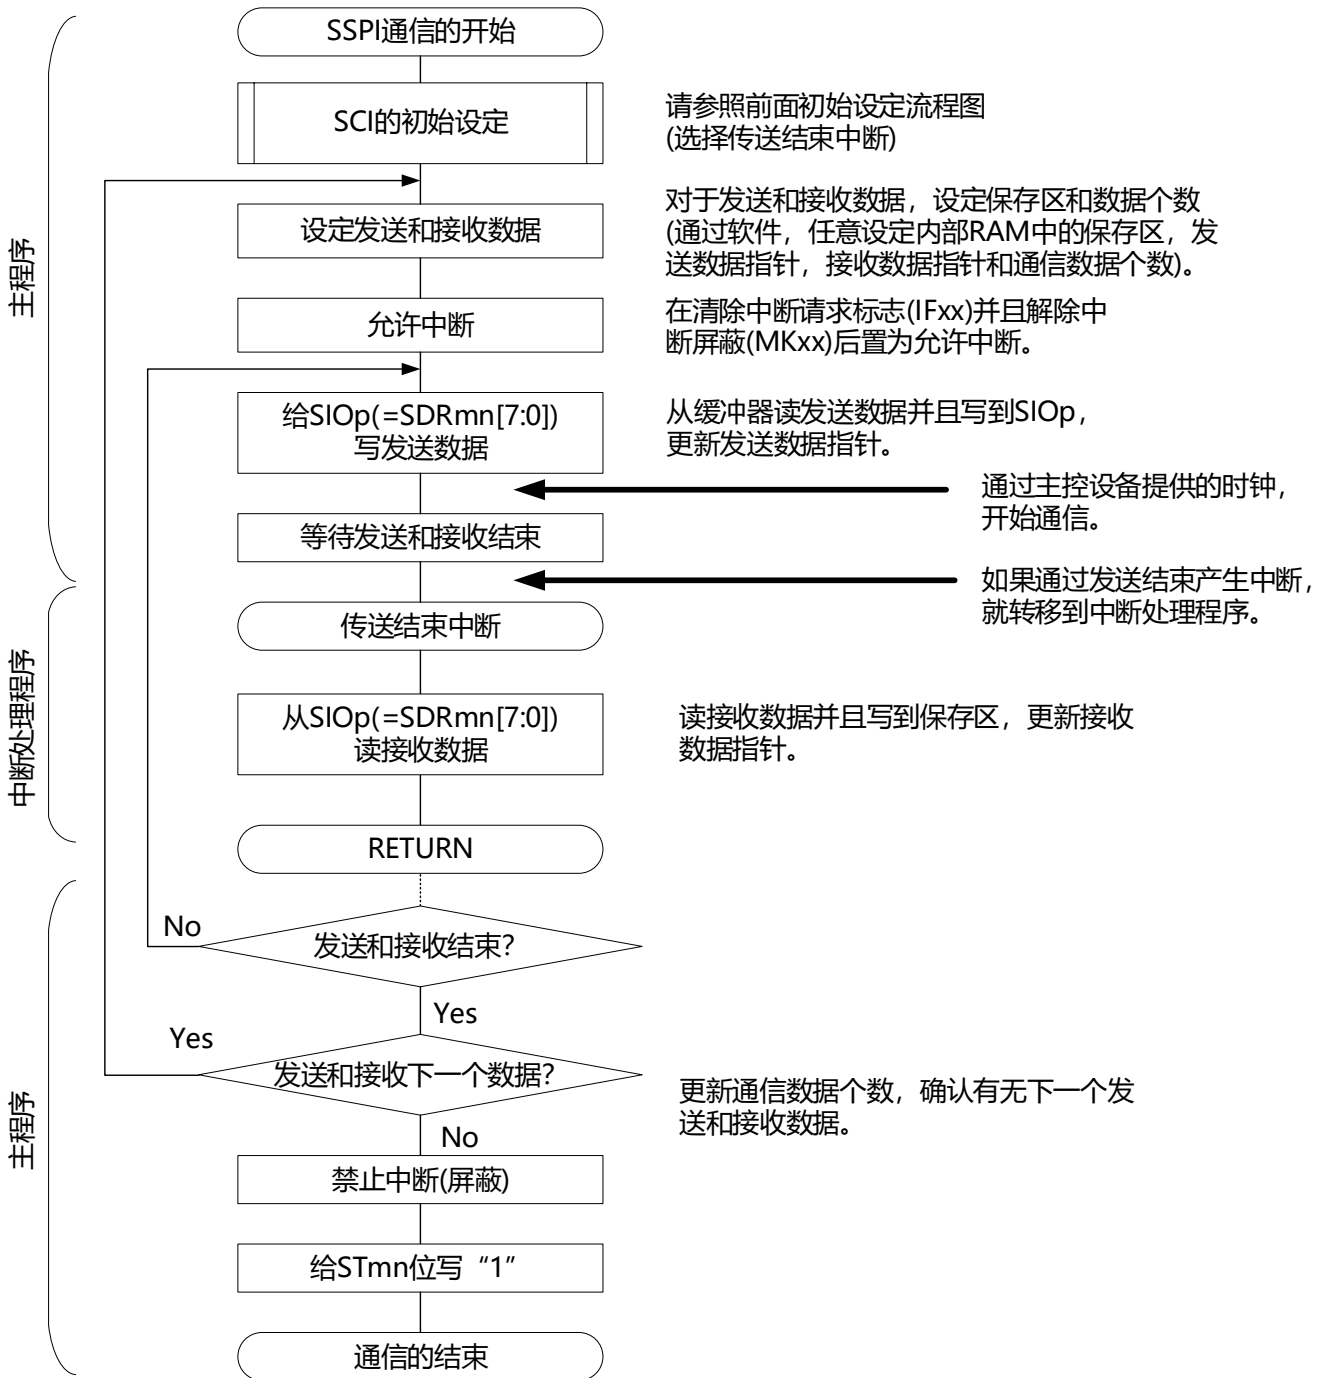 SSPI通信的开始
SCI的初始设定
请参照前面初始设定流程图
(选择传送结束中断)
设定发送和接收数据
对于发送和接收数据，设定保存区和数据个数
(通过软件，任意设定内部RAM中的保存区，发
送数据指针，接收数据指针和通信数据个数)。
主程序
允许中断
在清除中断请求标志(IFxx)并且解除中
断屏蔽(MKxx)后置为允许中断。
给SIOp(=SDRmn[7:0])
写发送数据
从缓冲器读发送数据并且写到SIOp，
更新发送数据指针。
通过主控设备提供的时钟，
开始通信。
等待发送和接收结束
如果通过发送结束产生中断，
就转移到中断处理程序。
传送结束中断
中断处理程序
从SIOp(=SDRmn[7:0])
读接收数据
读接收数据并且写到保存区，更新接收
数据指针。
RETURN
No
发送和接收结束?
Yes
Yes
发送和接收下一个数据?
更新通信数据个数，确认有无下一个发
送和接收数据。
主程序
No
禁止中断(屏蔽)
给STmn位写“1”
通信的结束